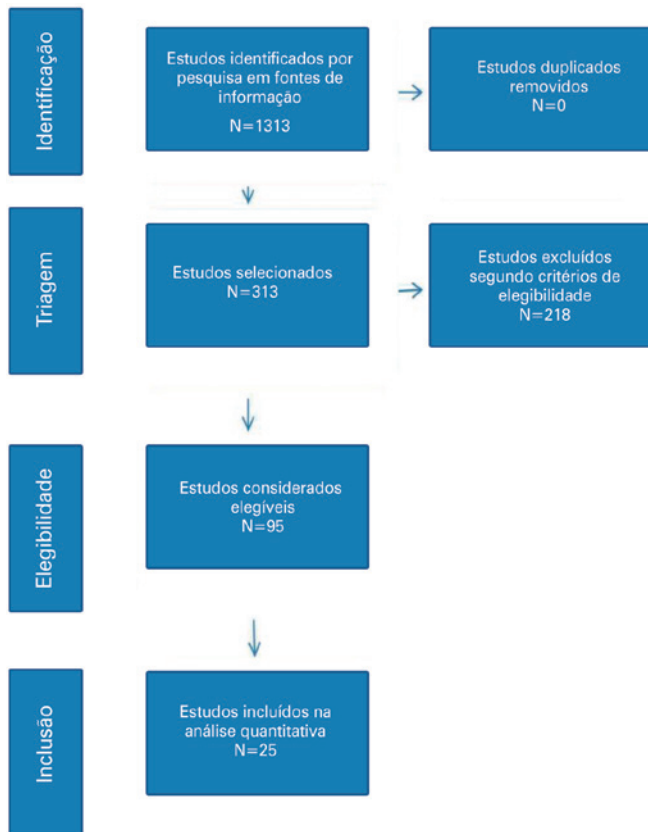 Identificação
Estudos identificados por
pesquisa em fontes de
informação
N=1313
Estudos duplicados
removidos
N=0
Triagem
Estudos selecionados
N=313
Estudos excluídos
segundo critérios de
elegibilidade
N=218
Elegibilidade
Estudos considerados
elegíveis
N=95
Inclusão
Estudos incluídos na
análise quantitativa
N=25